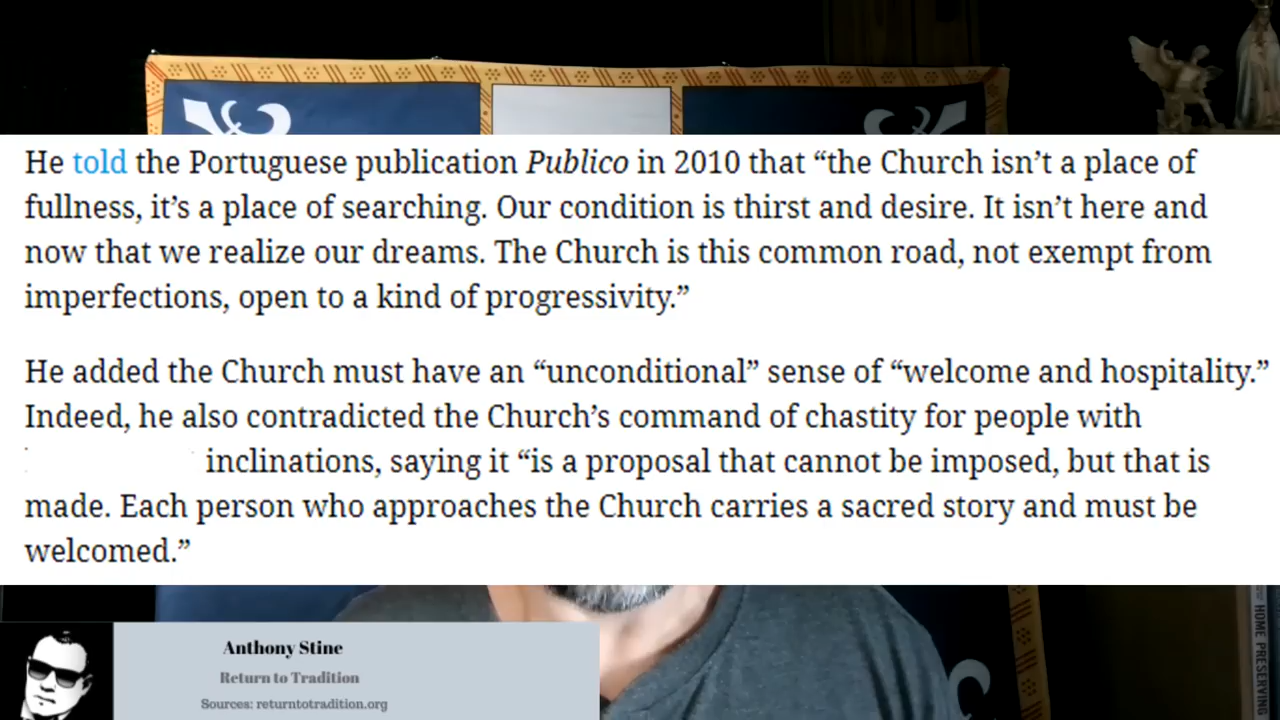 He told the Portuguese publication Publico in 2010 that “the Church isn’t a place of
fullness, it’s a place of searching. Our condition is thirst and desire. It isn’t here and
now that we realize our dreams. The Church is this common road, not exempt from
imperfections, open to a kind of progressivity.”
He added the Church must have an “unconditional” sense of “welcome and hospitality.”
Indeed, he also contradicted the Church’s command of chastity for people with
inclinations, saying it “is a proposal that cannot be imposed, but that is
made. Each person who approaches the Church carries a sacred story and must be
welcomed.”
Anthony Stine
Return to Tradition
Sources: returntotradition.org
HOME PRESERVING